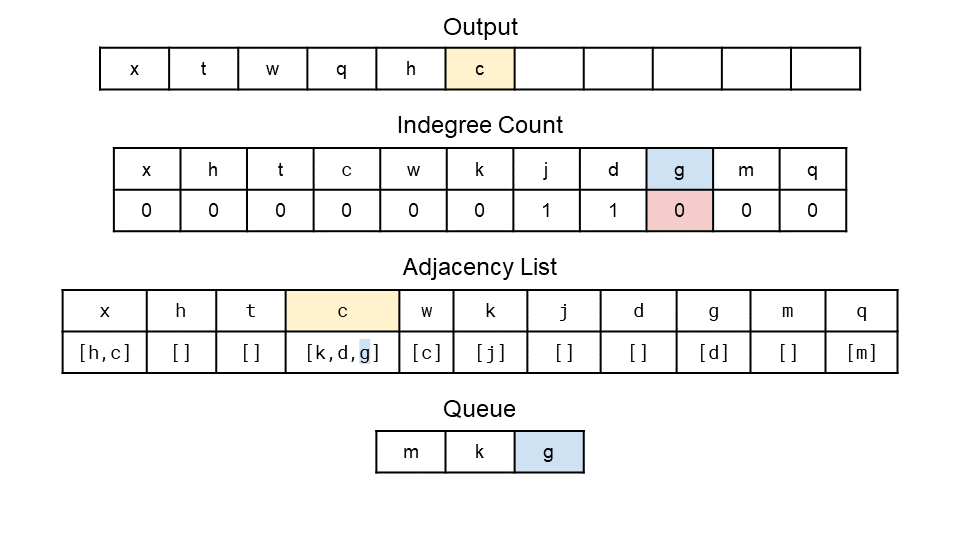 Output
x t w q h c
Indegree Count
x h t c w k j d g m q
0 0 0 0 0 0 1 1 0 0 0
Adjacency List
x h t c w k j d g m q
[h,c] [] [] [k,d,g] [c] [j] [] [] [d] [] [m]
Queue
m k g